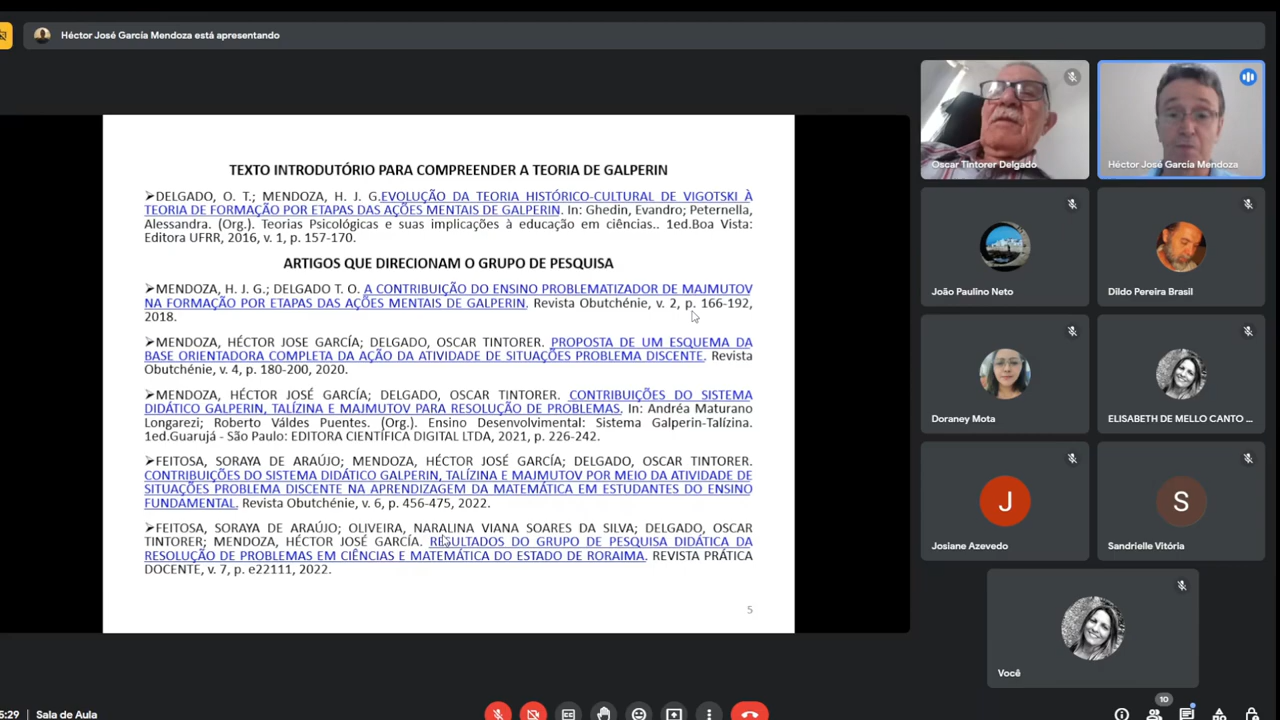 Héctor José García Mendoza está apresentando
TEXTO INTRODUTÓRIO PARA COMPREENDER A TEORIA DE GALPERIN
➢DELGADO, O. T.; MENDOZA, H. J. G.EVOLUÇÃO DA TEORIA HISTÓRICO-CULTURAL DE VIGOTSKI À
TEORIA DE FORMAÇÃO POR ETAPAS DAS AÇÕES MENTAIS DE GALPERIN. In: Ghedin, Evandro; Peternella,
Alessandra. (Org.). Teorias Psicológicas e suas implicações à educação em ciências.. 1ed.Boa Vista:
Editora UFRR, 2016, v. 1, p. 157-170.
ARTIGOS QUE DIRECIONAM O GRUPO DE PESQUISA
➢MENDOZA, H. J. G.; DELGADO T. O. A CONTRIBUIÇÃO DO ENSINO PROBLEMATIZADOR DE MAJMUTOV
NA FORMAÇÃO POR ETAPAS DAS AÇÕES MENTAIS DE GALPERIN. Revista Obutchénie, v. 2, p. 166-192,
2018.
➢MENDOZA, HÉCTOR JOSE GARCÍA; DELGADO, OSCAR TINTORER. PROPOSTA DE UM ESQUEMA DA
BASE ORIENTADORA COMPLETA DA AÇÃO DA ATIVIDADE DE SITUAÇÕES PROBLEMA DISCENTE. Revista
Obutchénie, v. 4, p. 180-200, 2020.
➢MENDOZA, HÉCTOR JOSÉ GARCÍA; DELGADO, OSCAR TINTORER. CONTRIBUIÇÕES DO SISTEMA
DIDÁTICO GALPERIN, TALÍZINA E MAJMUTOV PARA RESOLUÇÃO DE PROBLEMAS. In: Andréa Maturano
Longarezi; Roberto Váldes Puentes. (Org.). Ensino Desenvolvimental: Sistema Galperin-Talízina.
1ed.Guarujá - São Paulo: EDITORA CIENTÍFICA DIGITAL LTDA, 2021, p. 226-242.
➢FEITOSA, SORAYA DE ARAÚJO; MENDOZA, HÉCTOR JOSÉ GARCÍA; DELGADO, OSCAR TINTORER.
CONTRIBUIÇÕES DO SISTEMA DIDÁTICO GALPERIN, TALÍZINA E MAJMUTOV POR MEIO DA ATIVIDADE DE
SITUAÇÕES PROBLEMA DISCENTE NA APRENDIZAGEM DA MATEMÁTICA EM ESTUDANTES DO ENSINO
FUNDAMENTAL. Revista Obutchénie, v. 6, p. 456-475, 2022.
➢FEITOSA, SORAYA DE ARAÚJO; OLIVEIRA, NARALINA VIANA SOARES DA SILVA; DELGADO, OSCAR
TINTORER; MENDOZA, HÉCTOR JOSÉ GARCÍA. RESULTADOS DO GRUPO DE PESQUISA DIDÁTICA DA
RESOLUÇÃO DE PROBLEMAS EM CIÊNCIAS E MATEMÁTICA DO ESTADO DE RORAIMA. REVISTA PRÁTICA
DOCENTE, v. 7, p. e22111, 2022.
5
Oscar Tintorer Delgado
Héctor José García Mendoza
João Paulino Neto
Dildo Pereira Brasil
Doraney Mota
ELISABETH DE MELLO CANTO ...
J
Josiane Azevedo
S
Sandrielle Vitória
Você
5:29
Sala de Aula
10